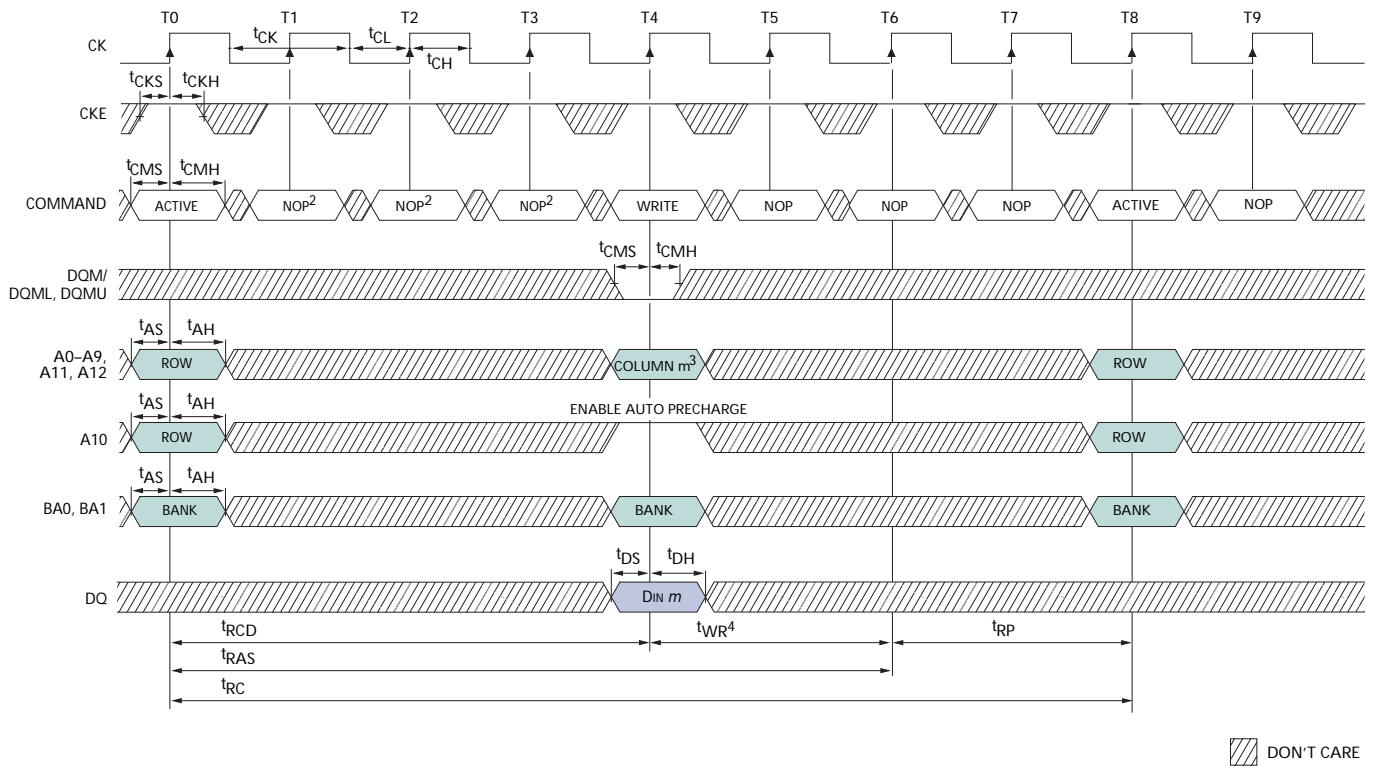 T0 T1 T2 T3 T4 T5 T6 T7 T8 T9
CK
tCK tCL
tCH
tCKS tCKH
CKE
tCMS tCMH
COMMAND ACTIVE NOP2 NOP2 NOP2 WRITE NOP NOP NOP ACTIVE NOP
tCMS tCMH
DQM/
DQML, DQMU
tAS tAH
A0–A9,
A11, A12
ROW COLUMN m3 ROW
tAS tAH
ENABLE AUTO PRECHARGE
A10 ROW ROW
tAS tAH
BA0, BA1 BANK BANK BANK
tDS tDH
DQ DIN m
tRCD tWR4 tRP
tRAS
tRC
DON'T CARE